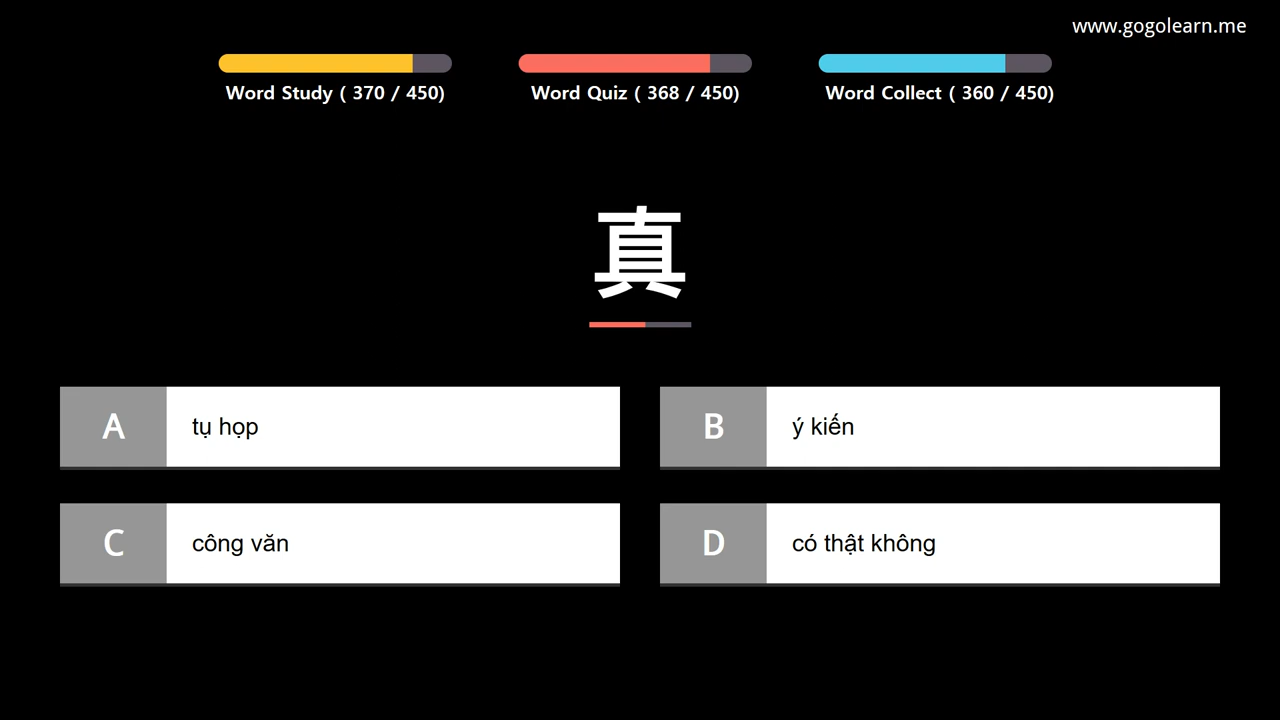 www.gogolearn.me
Word Study ( 370 / 450)
Word Quiz ( 368 / 450)
Word Collect ( 360 / 450)
真
A
tụ họp
B
ý kiến
C
công văn
D
có thật không